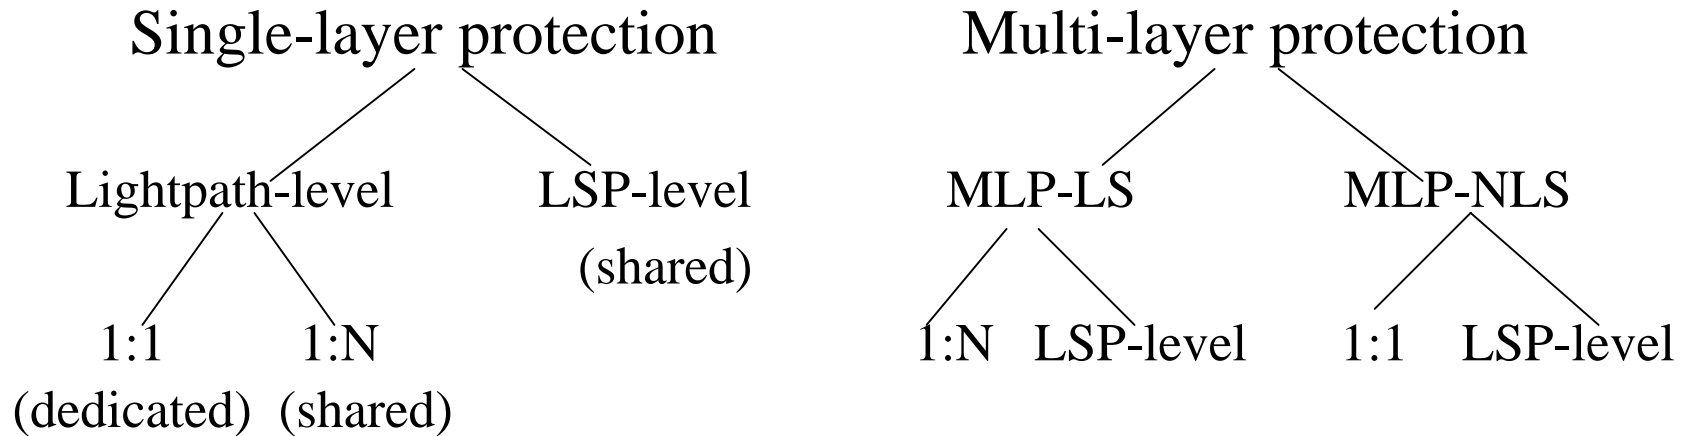 Single-layer protection
Multi-layer protection
Lightpath-level
LSP-level
(shared)
1:1
(dedicated)
1:N
(shared)
MLP-LS
MLP-NLS
1:N
LSP-level
1:1
LSP-level